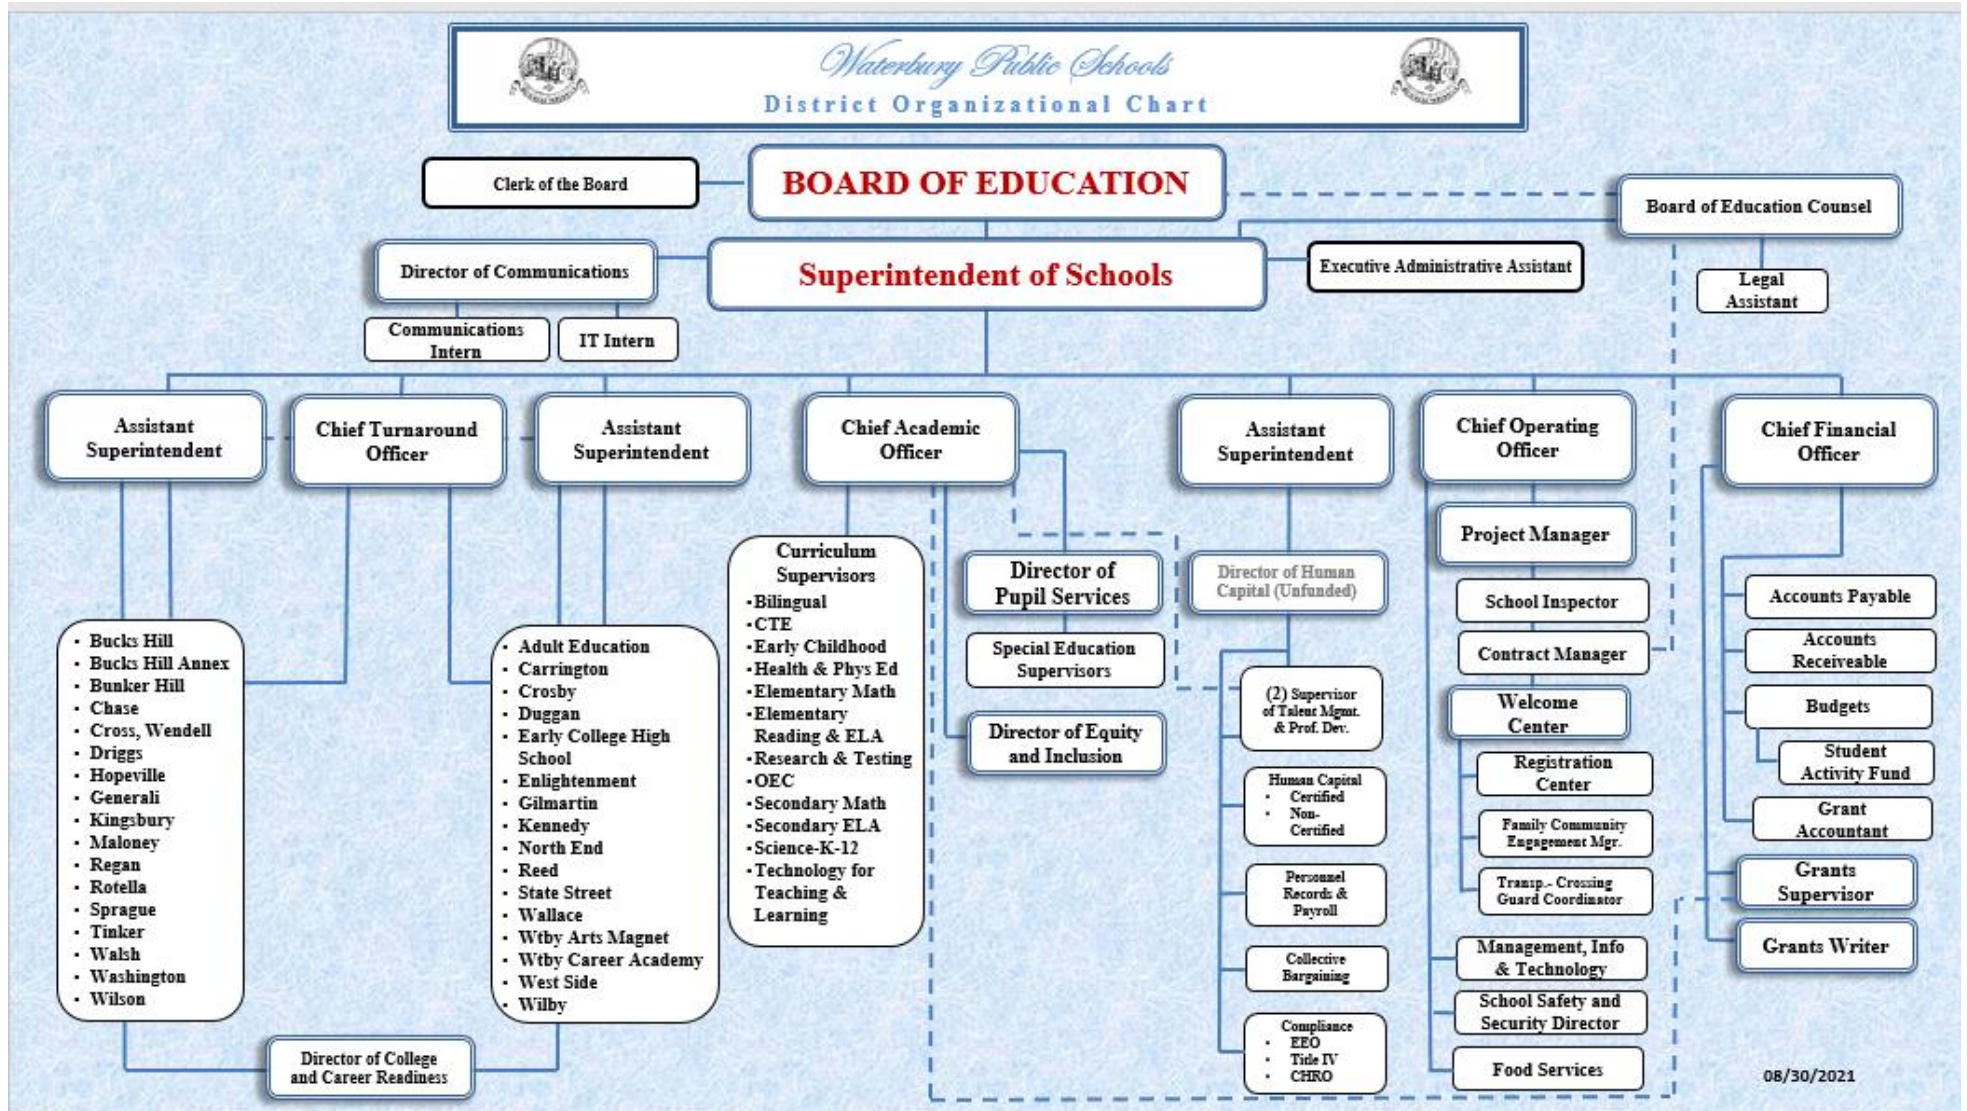 Waterbury Public Schools
District Organizational Chart
Clerk of the Board
BOARD OF EDUCATION
Board of Education Counsel
Director of Communications
Superintendent of Schools
Executive Administrative Assistant
Legal
Assistant
Communications
Intern
IT Intern
Assistant
Superintendent
Chief Turnaround
Officer
Assistant
Superintendent
Chief Academic
Officer
Assistant
Superintendent
Chief Operating
Officer
Chief Financial
Officer
• Bucks Hill
• Bucks Hill Annex
• Bunker Hill
• Chase
• Cross, Wendell
• Driggs
• Hopeville
• Generali
• Kingsbury
• Maloney
• Regan
• Rotella
• Sprague
• Tinker
• Walsh
• Washington
• Wilson
• Adult Education
• Carrington
• Crosby
• Duggan
• Early College High
School
• Enlightenment
• Gilmartin
• Kennedy
• North End
• Reed
• State Street
• Wallace
• Wtby Arts Magnet
• Wtby Career Academy
• West Side
• Wilby
Director of College
and Career Readiness
Curriculum
Supervisors
• Bilingual
• CTE
• Early Childhood
• Health & Phys Ed
• Elementary Math
• Elementary
Reading & ELA
• Research & Testing
• OEC
• Secondary Math
• Secondary ELA
• Science-K-12
• Technology for
Teaching &
Learning
Director of
Pupil Services
Special Education
Supervisors
Director of Equity
and Inclusion
Director of Human
Capital (Unfunded)
(2) Supervisor
of Talent Mgmt.
& Prof. Dev.
Human Capital
• Certified
• Non-
Certified
Personnel
Records &
Payroll
Collective
Bargaining
Compliance
• EEO
• Title IV
• CHRO
Project Manager
School Inspector
Contract Manager
Welcome
Center
Registration
Center
Family Community
Engagement Mgr.
Transp.- Crossing
Guard Coordinator
Management, Info
& Technology
School Safety and
Security Director
Food Services
Accounts Payable
Accounts
Receiveable
Budgets
Student
Activity Fund
Grant
Accountant
Grants
Supervisor
Grants Writer
08/30/2021